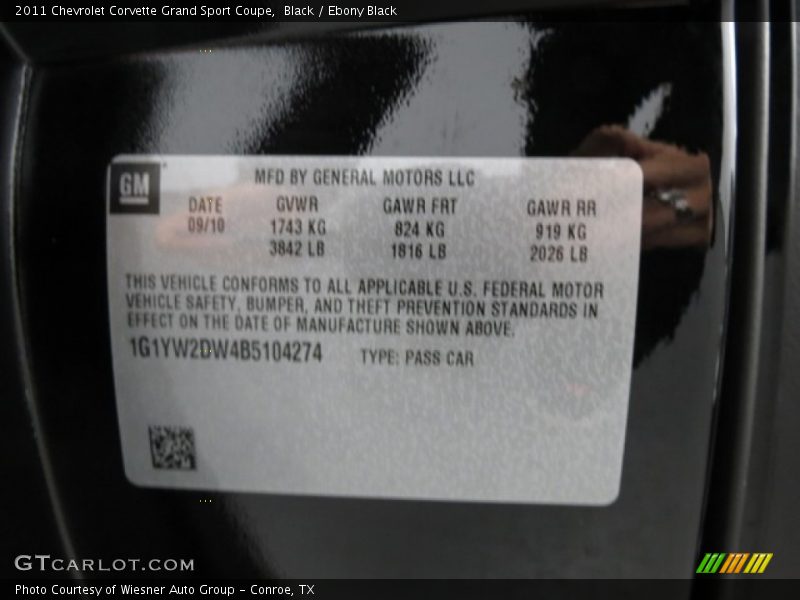 2011 Chevrolet Corvette Grand Sport Coupe, Black / Ebony Black
GM
MFD BY GENERAL MOTORS LLC
DATE GVWR GAWR FRT GAWR RR
09/10 1743 KG 824 KG 919 KG
3842 LB 1816 LB 2026 LB
THIS VEHICLE CONFORMS TO ALL APPLICABLE U.S. FEDERAL MOTOR
VEHICLE SAFETY, BUMPER, AND THEFT PREVENTION STANDARDS IN
EFFECT ON THE DATE OF MANUFACTURE SHOWN ABOVE.
1G1YW2DW4B5104274 TYPE: PASS CAR
GTCARLOT.COM
Photo Courtesy of Wiesner Auto Group - Conroe, TX